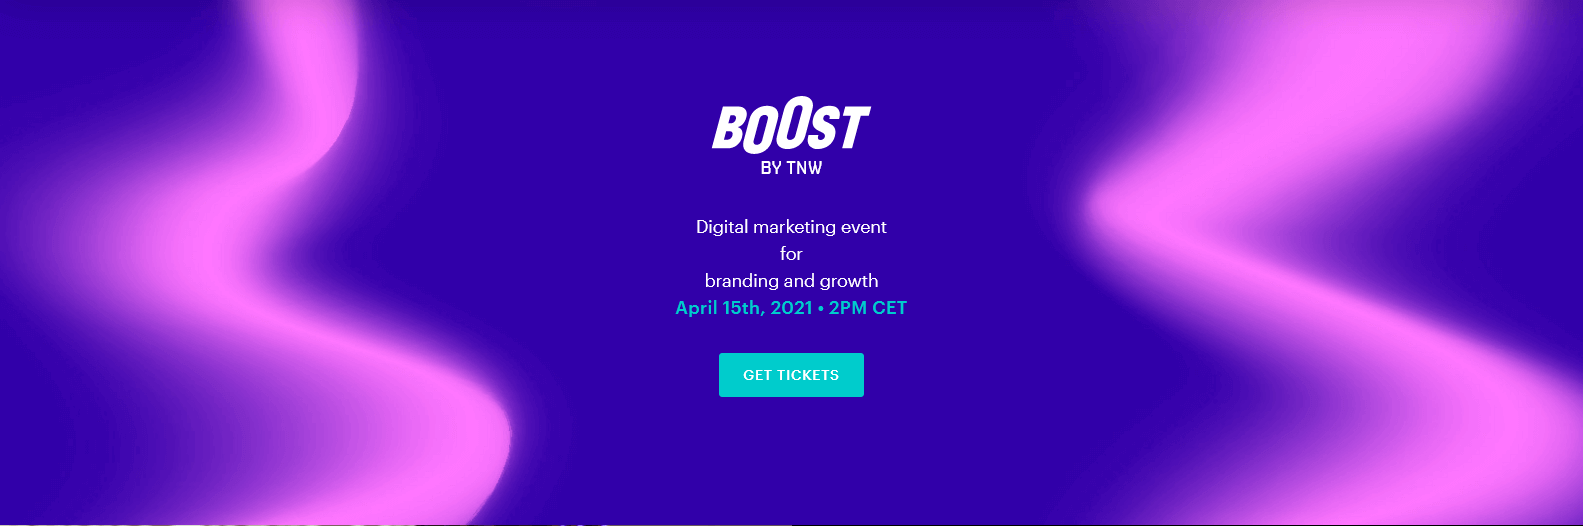 BOOST
BY TNW
Digital marketing event
for
branding and growth
April 15th, 2021 • 2PM CET
GET TICKETS